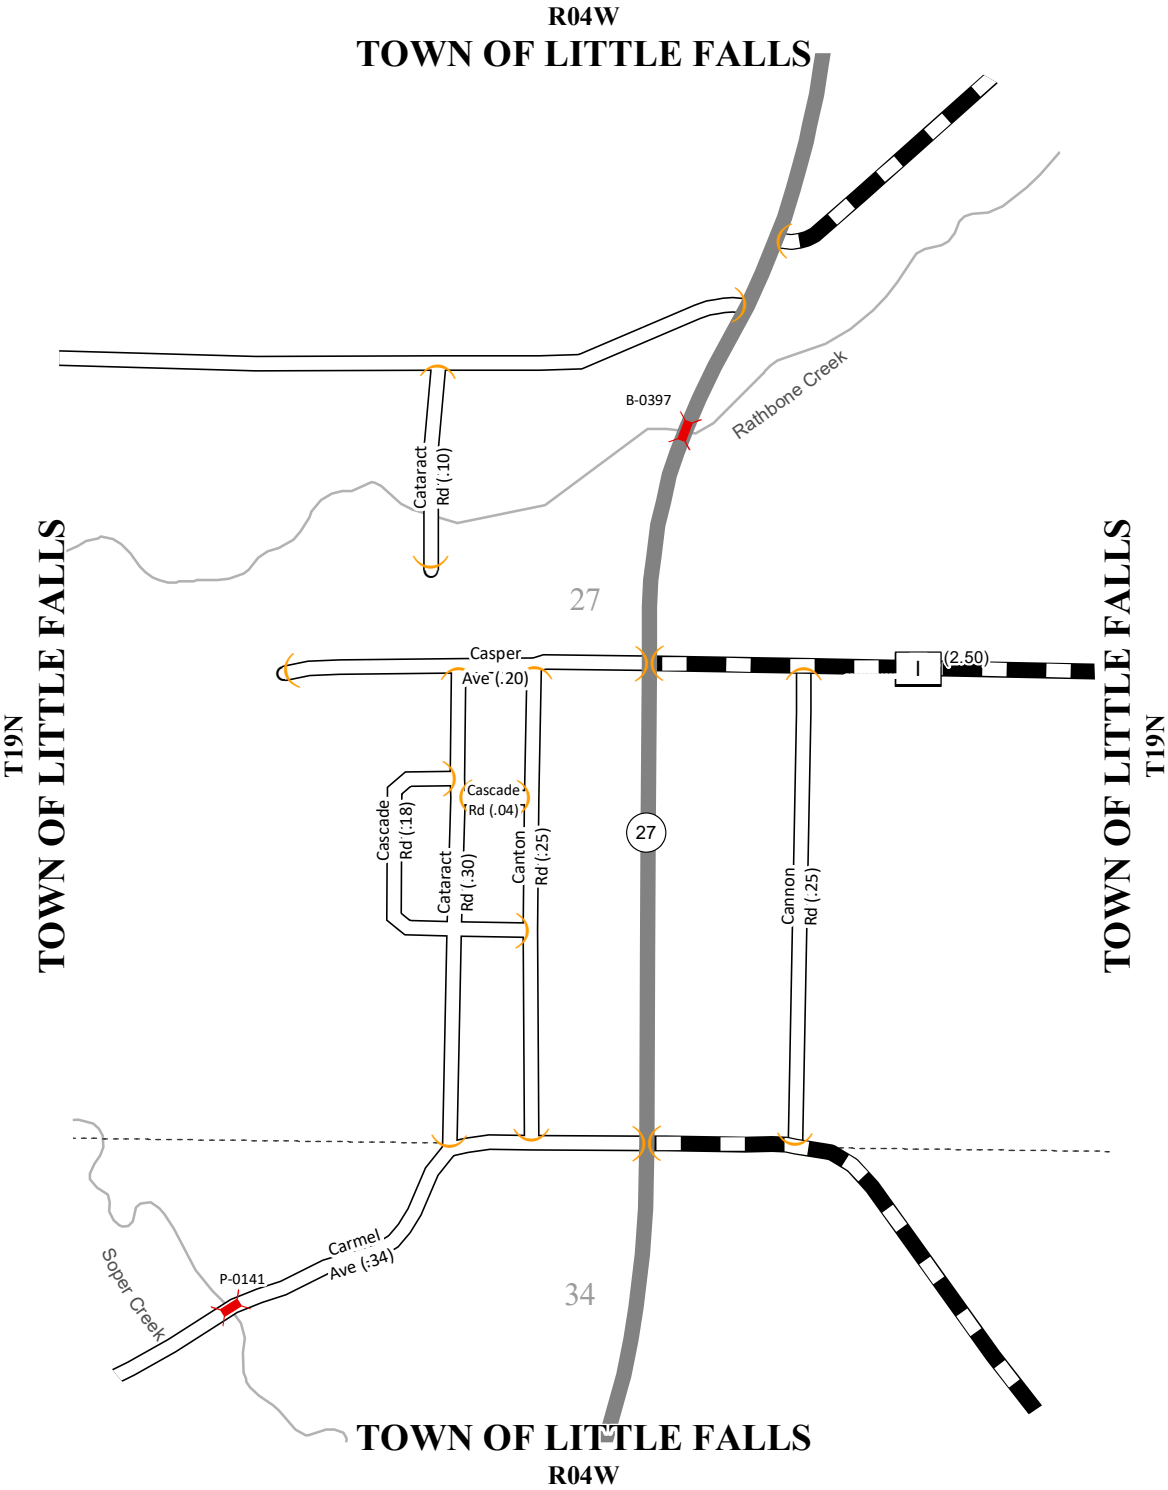 R04W
TOWN OF LITTLE FALLS
Rathbone Creek
B-0397
Cataract
Rd (.10)
27
TOWN OF LITTLE FALLS
T19N
TOWN OF LITTLE FALLS
T19N
Casper
Ave (.20)
I
(2.50)
Cascade
Rd (.04)
Cascade
Rd (.18)
Cataract
Rd (.30)
Canton
Rd (.25)
27
Cannon
Rd (.25)
Carmel
Ave (.34)
P-0141
Soper Creek
34
TOWN OF LITTLE FALLS
R04W